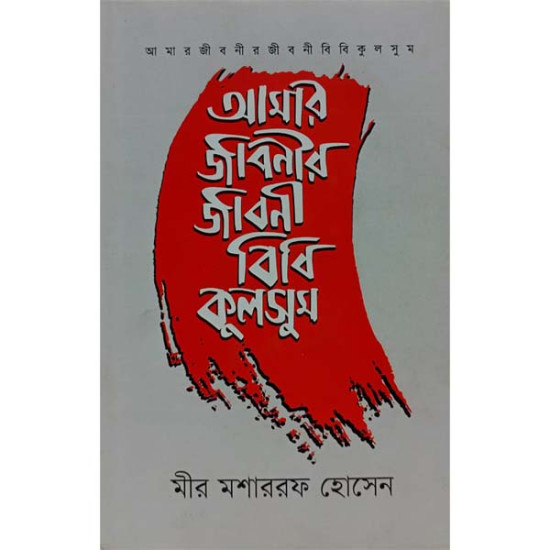 আমার জীবনীর জীবনী বিবি কুলসুম
আমার
জীবনীর
জীবনী
বিবি
কুলসুম
মীর মশাররফ হোসেন